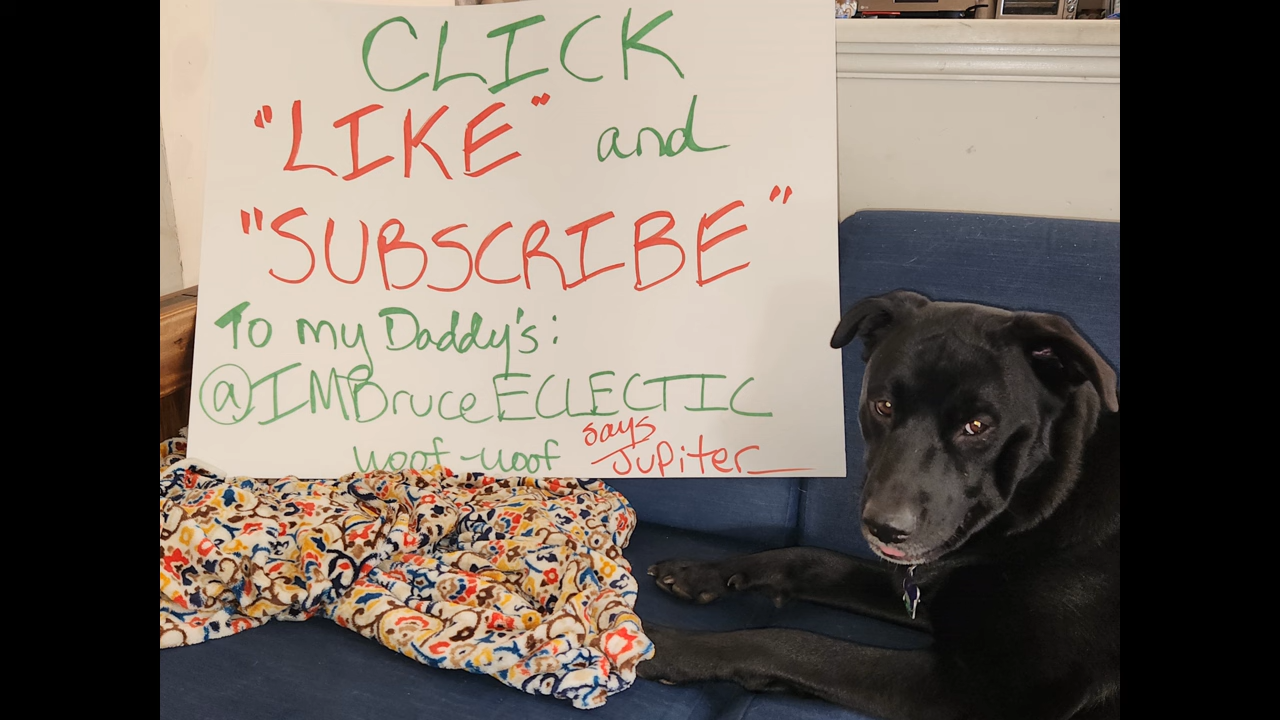 CLICK
"LIKE" and
"SUBSCRIBE"
To my Daddy's:
@IMBruceECLECTIC
woof-woof says Jupiter